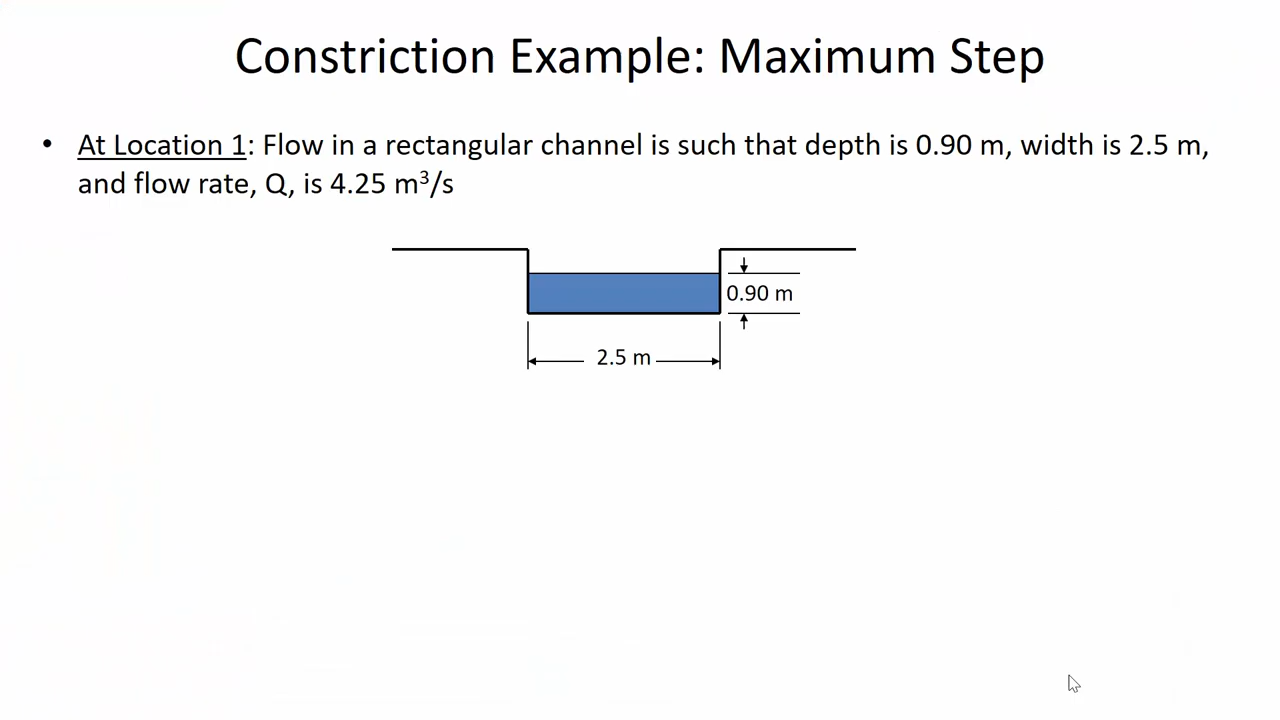 Constriction Example: Maximum Step
• At Location 1: Flow in a rectangular channel is such that depth is 0.90 m, width is 2.5 m,
and flow rate, Q, is 4.25 m³/s
0.90 m
2.5 m